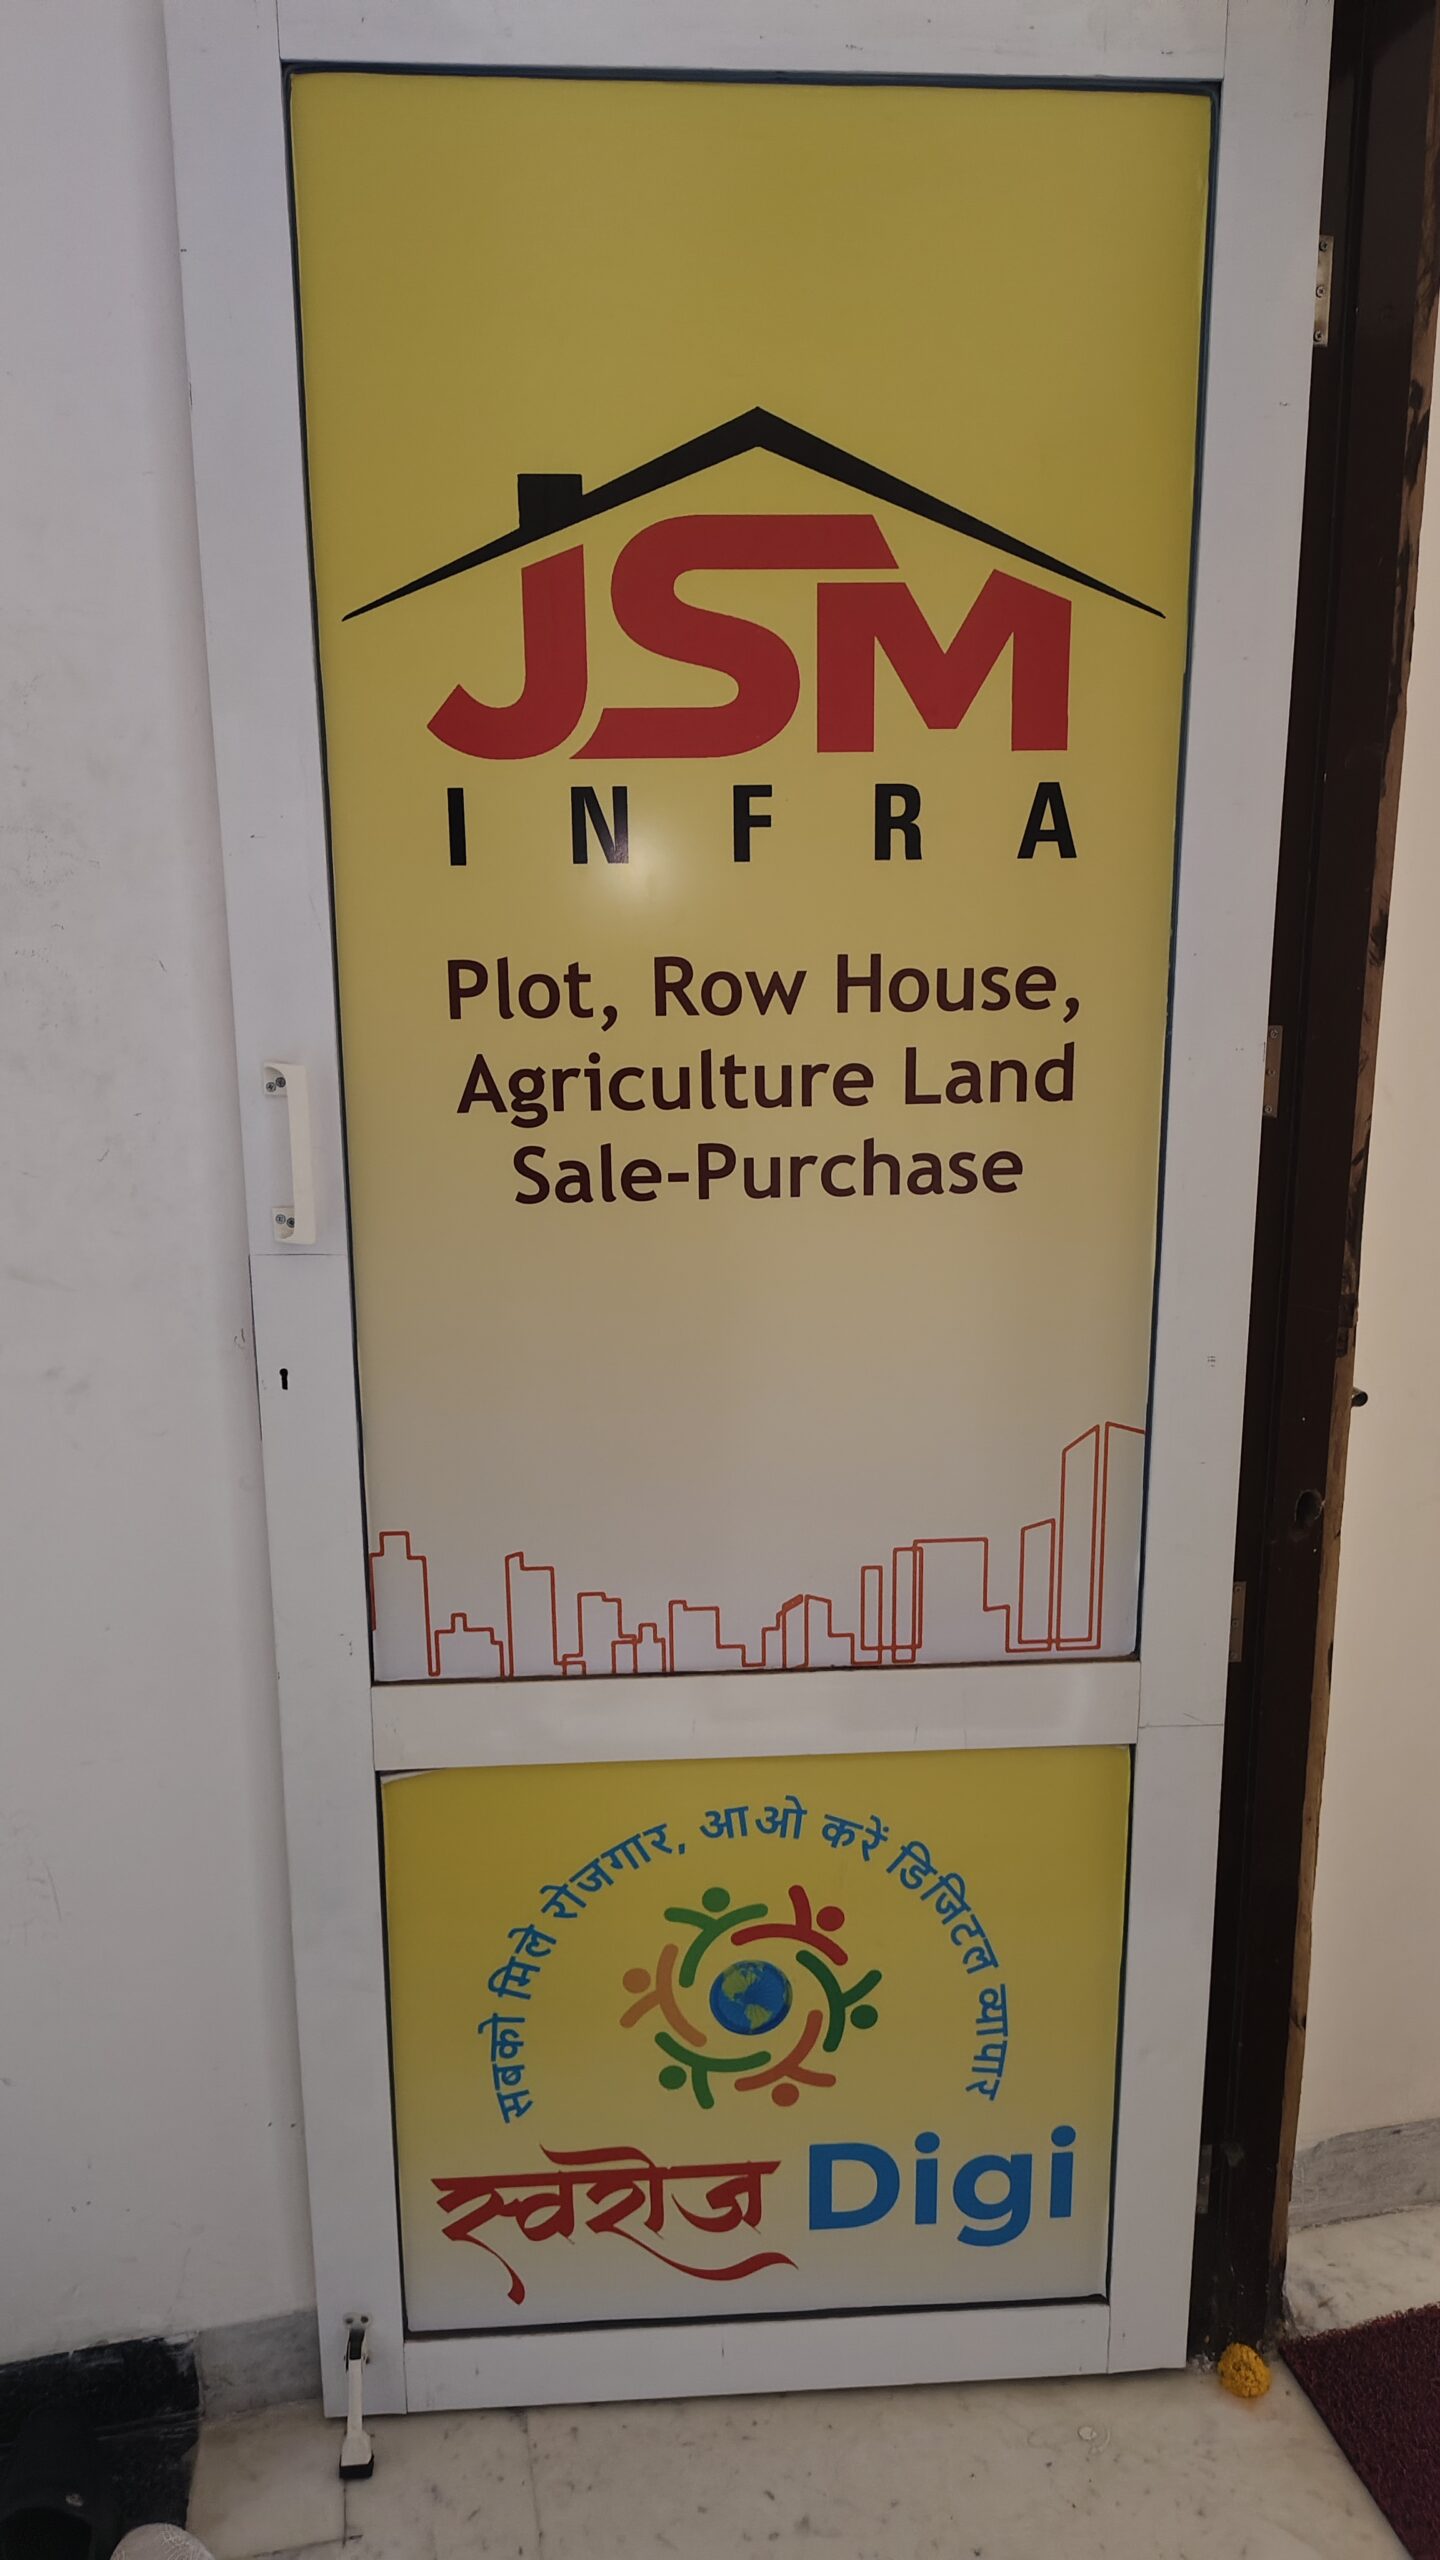 JSM
INFRA
Plot, Row House,
Agriculture Land
Sale-Purchase
सबको मिले रोजगार, आओ करें डिजिटल व्यापार
स्वरोज Digi